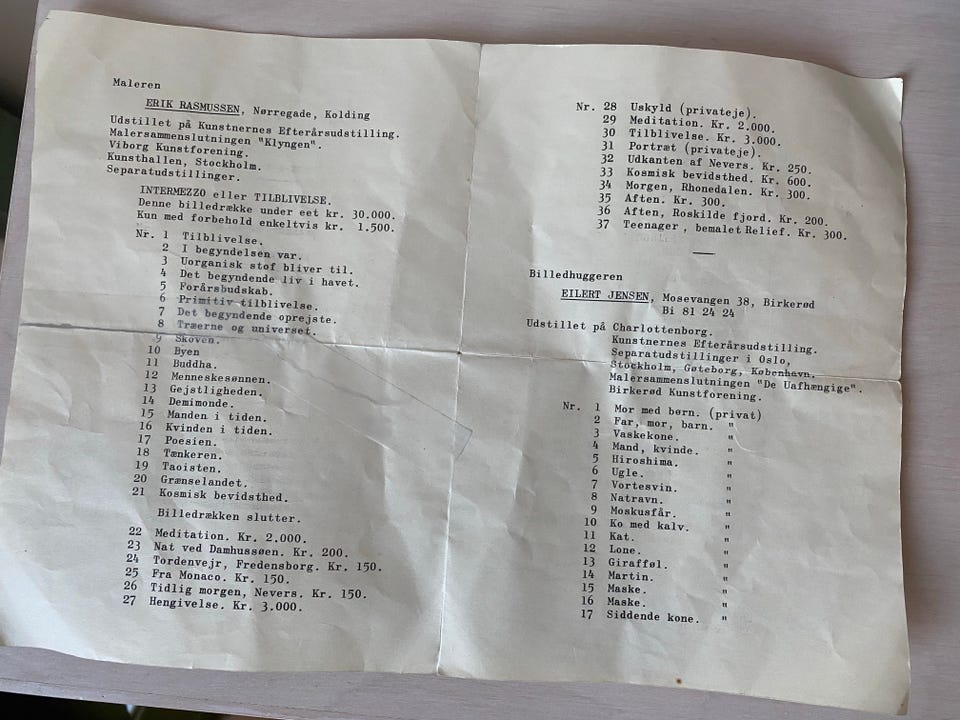 Maleren
ERIK RASMUSSEN, Nørregade, Kolding
Udstillet på Kunstnernes Efterårsudstilling.
Malersammenslutningen "Klyngen".
Viborg Kunstforening.
Kunsthallen, Stockholm.
Separatudstillinger.
INTERMEZZO eller TILBLIVELSE.
Denne billedrække under eet kr. 30.000.
Kun med forbehold enkeltvis kr. 1.500.
Nr. 1 Tilblivelse.
2 I begyndelsen var.
3 Uorganisk stof bliver til.
4 Det begyndende liv i havet.
5 Forårsbudskab.
6 Primitiv tilblivelse.
7 Det begyndende oprejste.
8 Træerne og universet.
9 Skoven.
10 Byen
11 Buddha.
12 Menneskesønnen.
13 Gejstligheden.
14 Demimonde.
15 Manden i tiden.
16 Kvinden i tiden.
17 Poesien.
18 Tænkeren.
19 Taoisten.
20 Grænselandet.
21 Kosmisk bevidsthed.
Billedrækken slutter.
22 Meditation. Kr. 2.000.
23 Nat ved Damhussøen. Kr. 200.
24 Tordenvejr, Fredensborg. Kr. 150.
25 Fra Monaco. Kr. 150.
26 Tidlig morgen, Nevers. Kr. 150.
27 Hengivelse. Kr. 3.000.
Nr. 28 Uskyld (privateje).
29 Meditation. Kr. 2.000.
30 Tilblivelse. Kr. 3.000.
31 Portræt (privateje).
32 Udkanten af Nevers. Kr. 250.
33 Kosmisk bevidsthed. Kr. 600.
34 Morgen, Rhonedalen. Kr. 300.
35 Aften. Kr. 300.
36 Aften, Roskilde fjord. Kr. 200.
37 Teenager, bemalet Relief. Kr. 300.
Billedhuggeren
EILERT JENSEN, Mosevangen 38, Birkerød
Bi 81 24 24
Udstillet på Charlottenborg.
Kunstnernes Efterårsudstilling.
Separatudstillinger i Oslo,
Stockholm, Gøteborg, København.
Malersammenslutningen "De Uafhængige".
Birkerød Kunstforening.
Nr. 1 Mor med børn. (privat)
2 Far, mor, barn. "
3 Vaskekone. "
4 Mand, kvinde. "
5 Hiroshima. "
6 Ugle. "
7 Vortesvin. "
8 Natravn. "
9 Moskusfår. "
10 Ko med kalv. "
11 Kat. "
12 Lone. "
13 Girafføl. "
14 Martin. "
15 Maske. "
16 Maske. "
17 Siddende kone. "